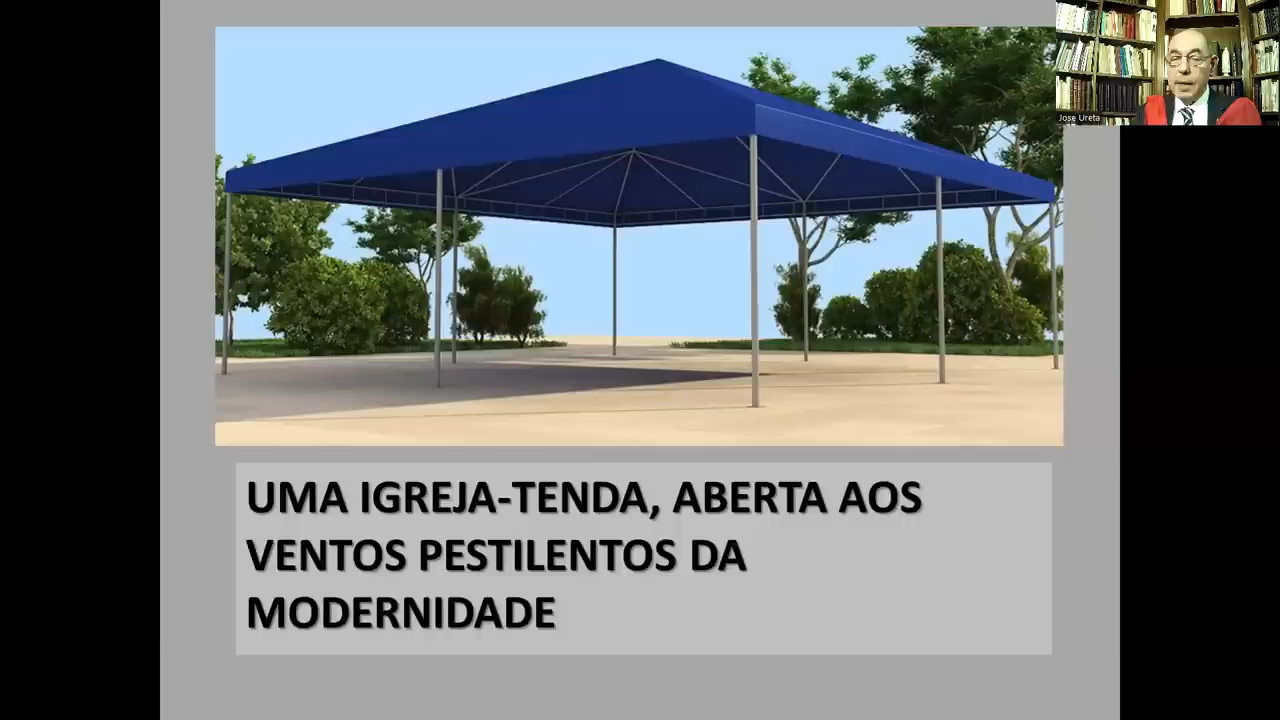 Jose Ureta
UMA IGREJA-TENDA, ABERTA AOS
VENTOS PESTILENTOS DA
MODERNIDADE